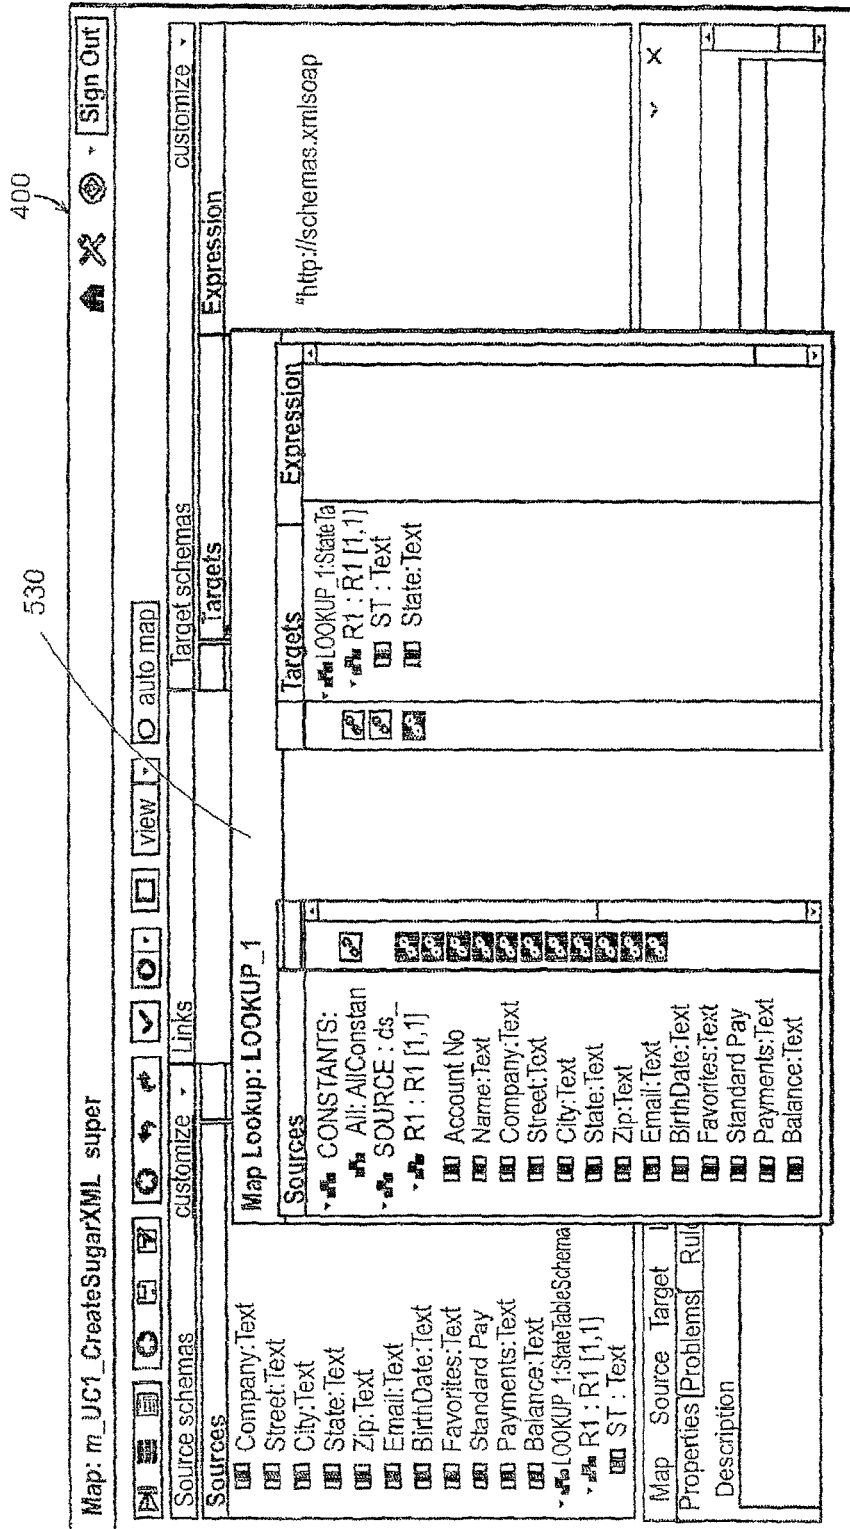 400
Map: m_UC1_CreateSugarXML super
Sign Out
530
view
auto map
Source schemas
customize
Links
Target schemas
customize
Sources
Targets
Expression
Company:Text
Street:Text
City:Text
State:Text
Zip:Text
Email:Text
BirthDate:Text
Favorites:Text
Standard Pay
Payments:Text
Balance:Text
LOOKUP_1:StateTableSchema
R1 : R1 [1,1]
ST : Text
"http://schemas.xmlsoap
Map Lookup: LOOKUP_1
Sources
CONSTANTS:
All: AllConstan
SOURCE : ds_
R1 : R1 [1,1]
Account No
Name:Text
Company:Text
Street:Text
City:Text
State:Text
Zip:Text
Email:Text
BirthDate:Text
Favorites:Text
Standard Pay
Payments:Text
Balance:Text
Targets
Expression
LOOKUP_1:StateTa
R1 : R1 [1,1]
ST : Text
State:Text
Map Source Target L
Properties Problems Rule
Description